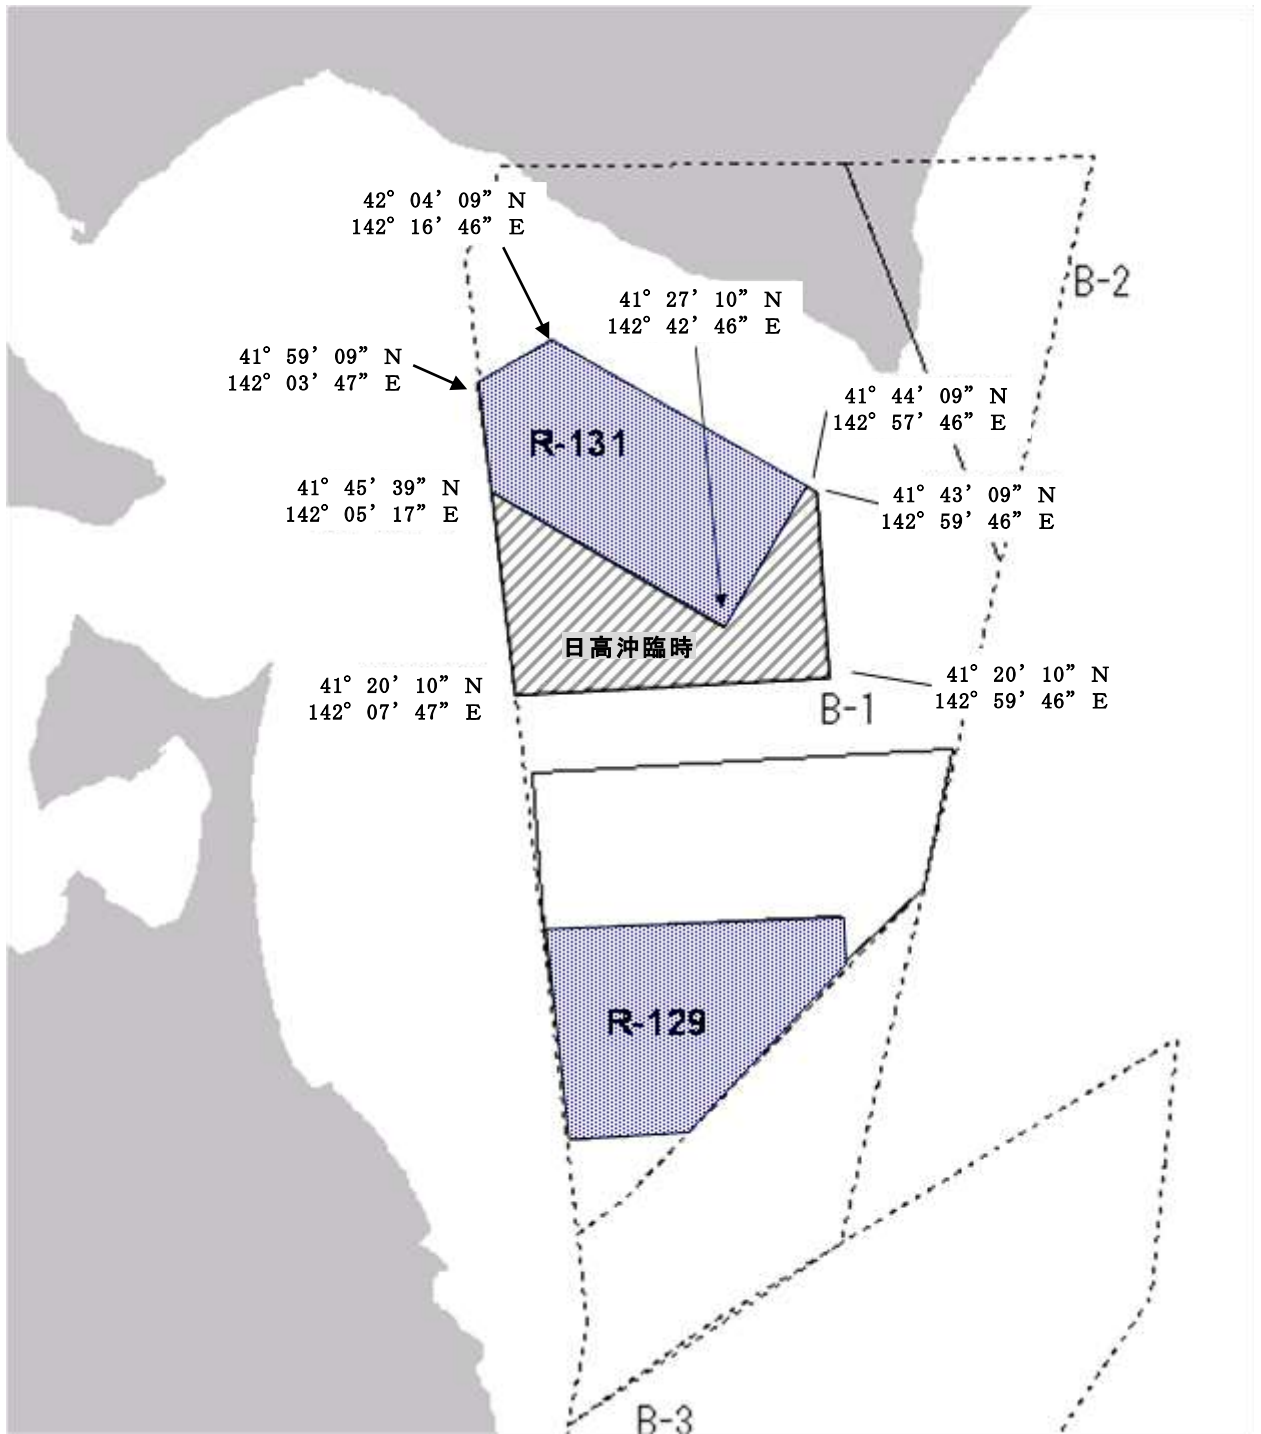 42° 04’ 09” N
142° 16’ 46” E
B-2
41° 27’ 10” N
142° 42’ 46” E
41° 59’ 09” N
142° 03’ 47” E
41° 44’ 09” N
142° 57’ 46” E
R-131
41° 45’ 39” N
142° 05’ 17” E
41° 43’ 09” N
142° 59’ 46” E
日高沖臨時
41° 20’ 10” N
142° 07’ 47” E
41° 20’ 10” N
142° 59’ 46” E
B-1
R-129
B-3